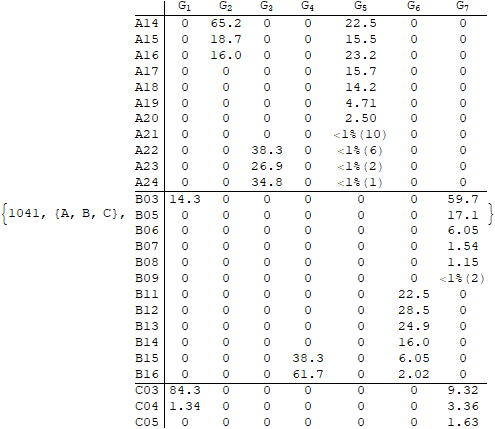 G1 G2 G3 G4 G5 G6 G7
A14 0 65.2 0 0 22.5 0 0
A15 0 18.7 0 0 15.5 0 0
A16 0 16.0 0 0 23.2 0 0
A17 0 0 0 0 15.7 0 0
A18 0 0 0 0 14.2 0 0
A19 0 0 0 0 4.71 0 0
A20 0 0 0 0 2.50 0 0
A21 0 0 0 0 <1%(10) 0 0
A22 0 0 38.3 0 <1%(6) 0 0
A23 0 0 26.9 0 <1%(2) 0 0
A24 0 0 34.8 0 <1%(1) 0 0
B03 14.3 0 0 0 0 0 59.7
{1041, {A, B, C}, B05 0 0 0 0 0 0 17.1 }
B06 0 0 0 0 0 0 6.05
B07 0 0 0 0 0 0 1.54
B08 0 0 0 0 0 0 1.15
B09 0 0 0 0 0 0 <1%(2)
B11 0 0 0 0 0 22.5 0
B12 0 0 0 0 0 28.5 0
B13 0 0 0 0 0 24.9 0
B14 0 0 0 0 0 16.0 0
B15 0 0 0 38.3 0 6.05 0
B16 0 0 0 61.7 0 2.02 0
C03 84.3 0 0 0 0 0 9.32
C04 1.34 0 0 0 0 0 3.36
C05 0 0 0 0 0 0 1.63